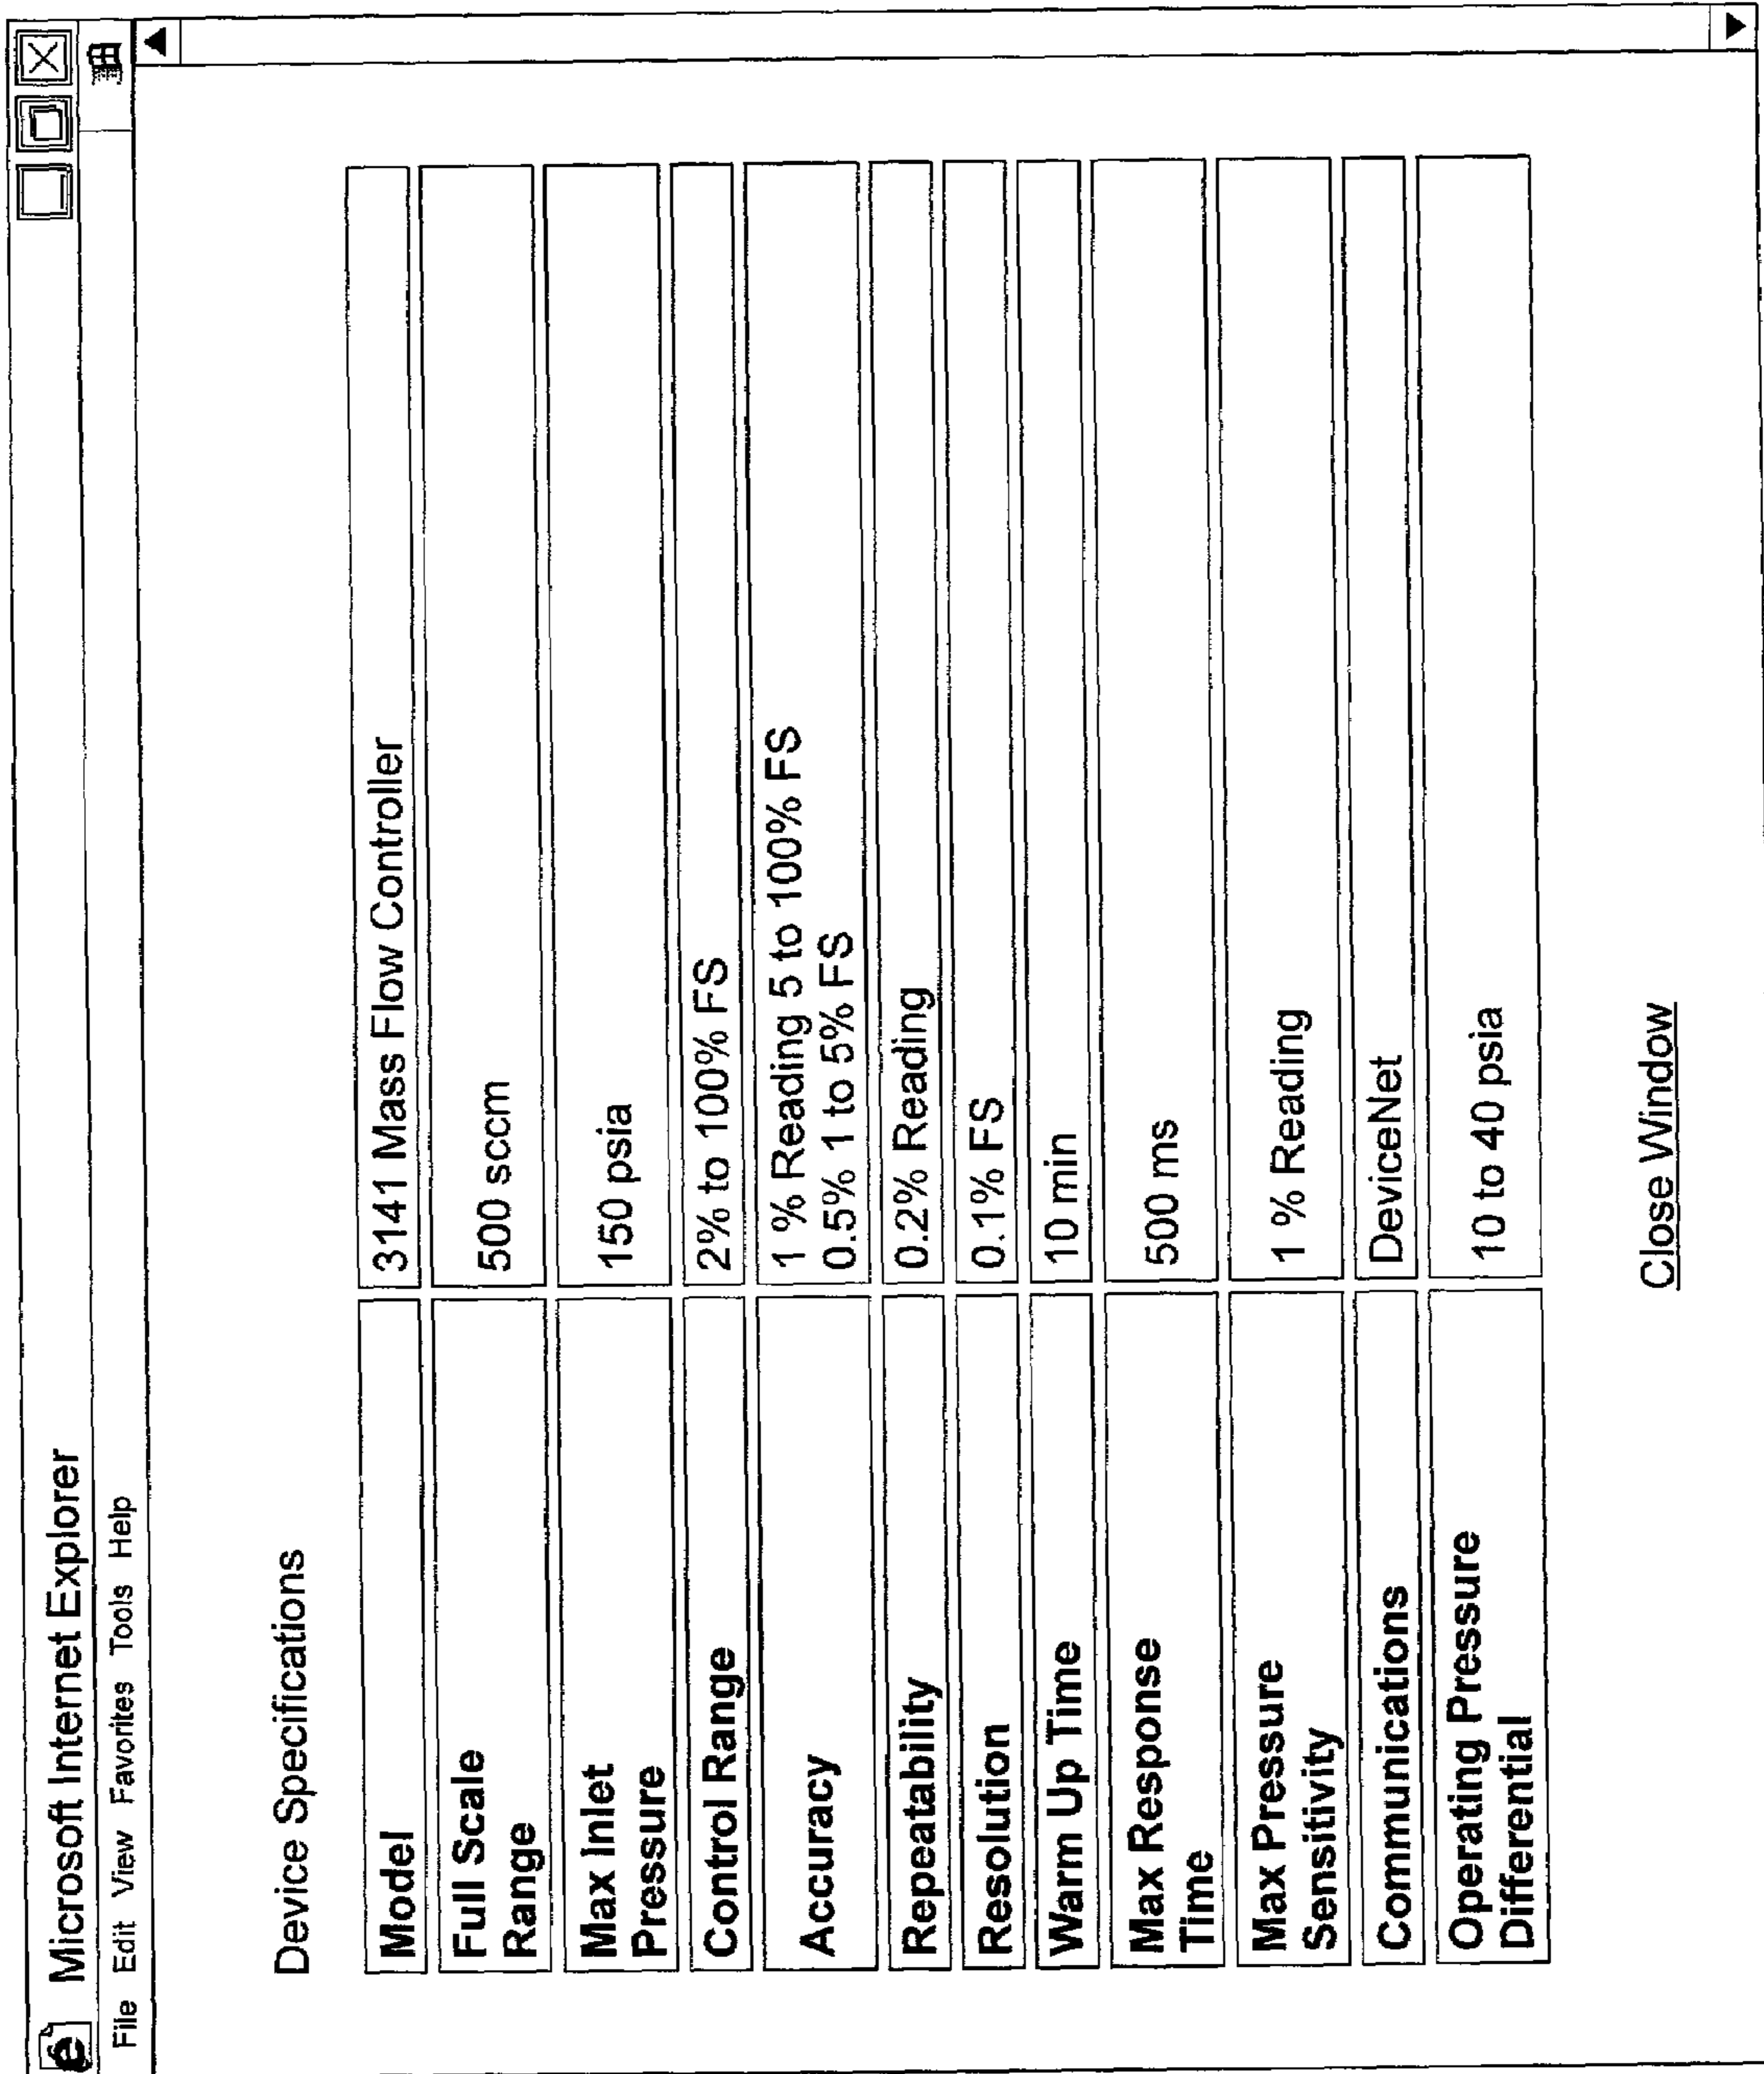 Microsoft Internet Explorer
File Edit View Favorites Tools Help
Device Specifications
Model 3141 Mass Flow Controller
Full Scale
Range
500 sccm
Max Inlet
Pressure
150 psia
Control Range 2% to 100% FS
Accuracy
1 % Reading 5 to 100% FS
0.5% 1 to 5% FS
Repeatability 0.2% Reading
Resolution 0.1% FS
Warm Up Time 10 min
Max Response
Time
500 ms
Max Pressure
Sensitivity
1 % Reading
Communications DeviceNet
Operating Pressure
Differential
10 to 40 psia
Close Window